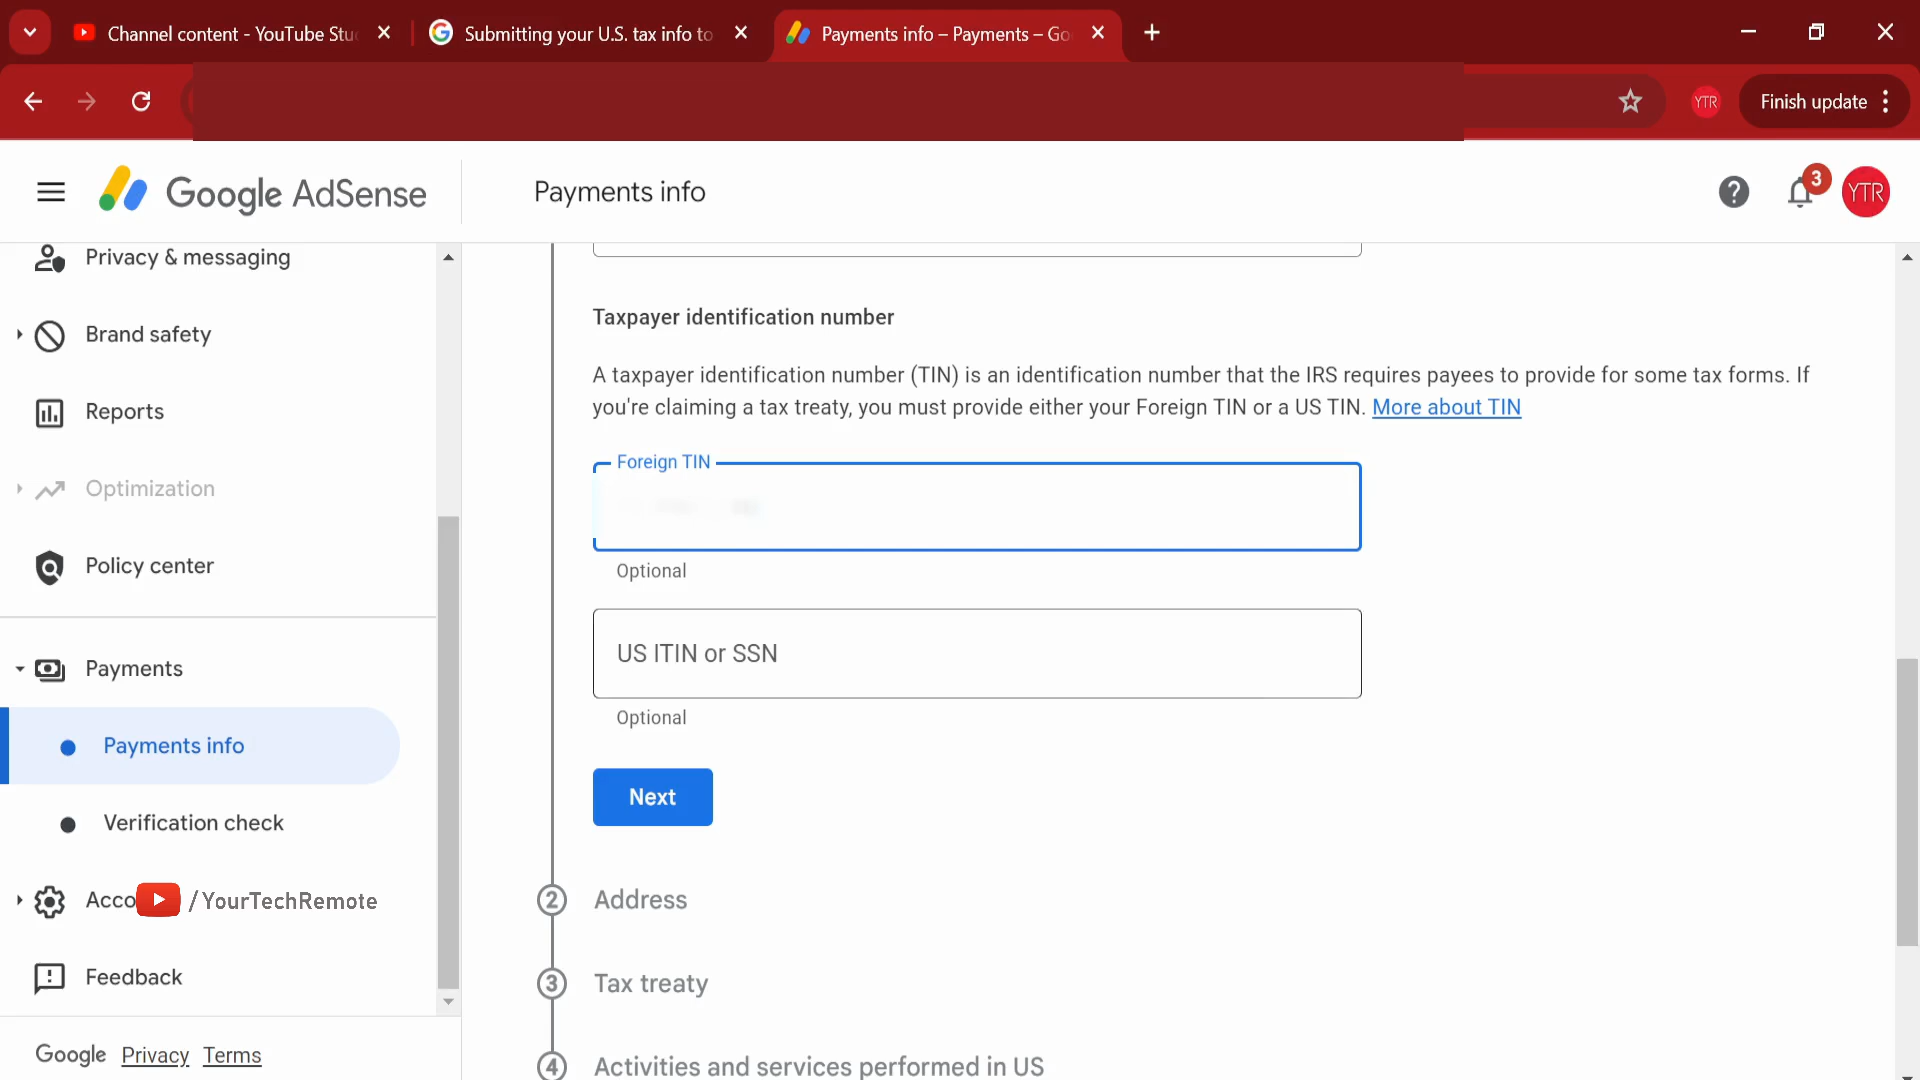 Channel content - YouTube Stu
Submitting your U.S. tax info to
Payments info – Payments – Go
YTR
Finish update
Google AdSense
Payments info
3
YTR
Privacy & messaging
Brand safety
Reports
Optimization
Policy center
Payments
Payments info
Verification check
Acco
/YourTechRemote
Feedback
Google Privacy Terms
Taxpayer identification number
A taxpayer identification number (TIN) is an identification number that the IRS requires payees to provide for some tax forms. If
you're claiming a tax treaty, you must provide either your Foreign TIN or a US TIN. More about TIN
Foreign TIN
Optional
US ITIN or SSN
Optional
Next
2 Address
3 Tax treaty
4 Activities and services performed in US